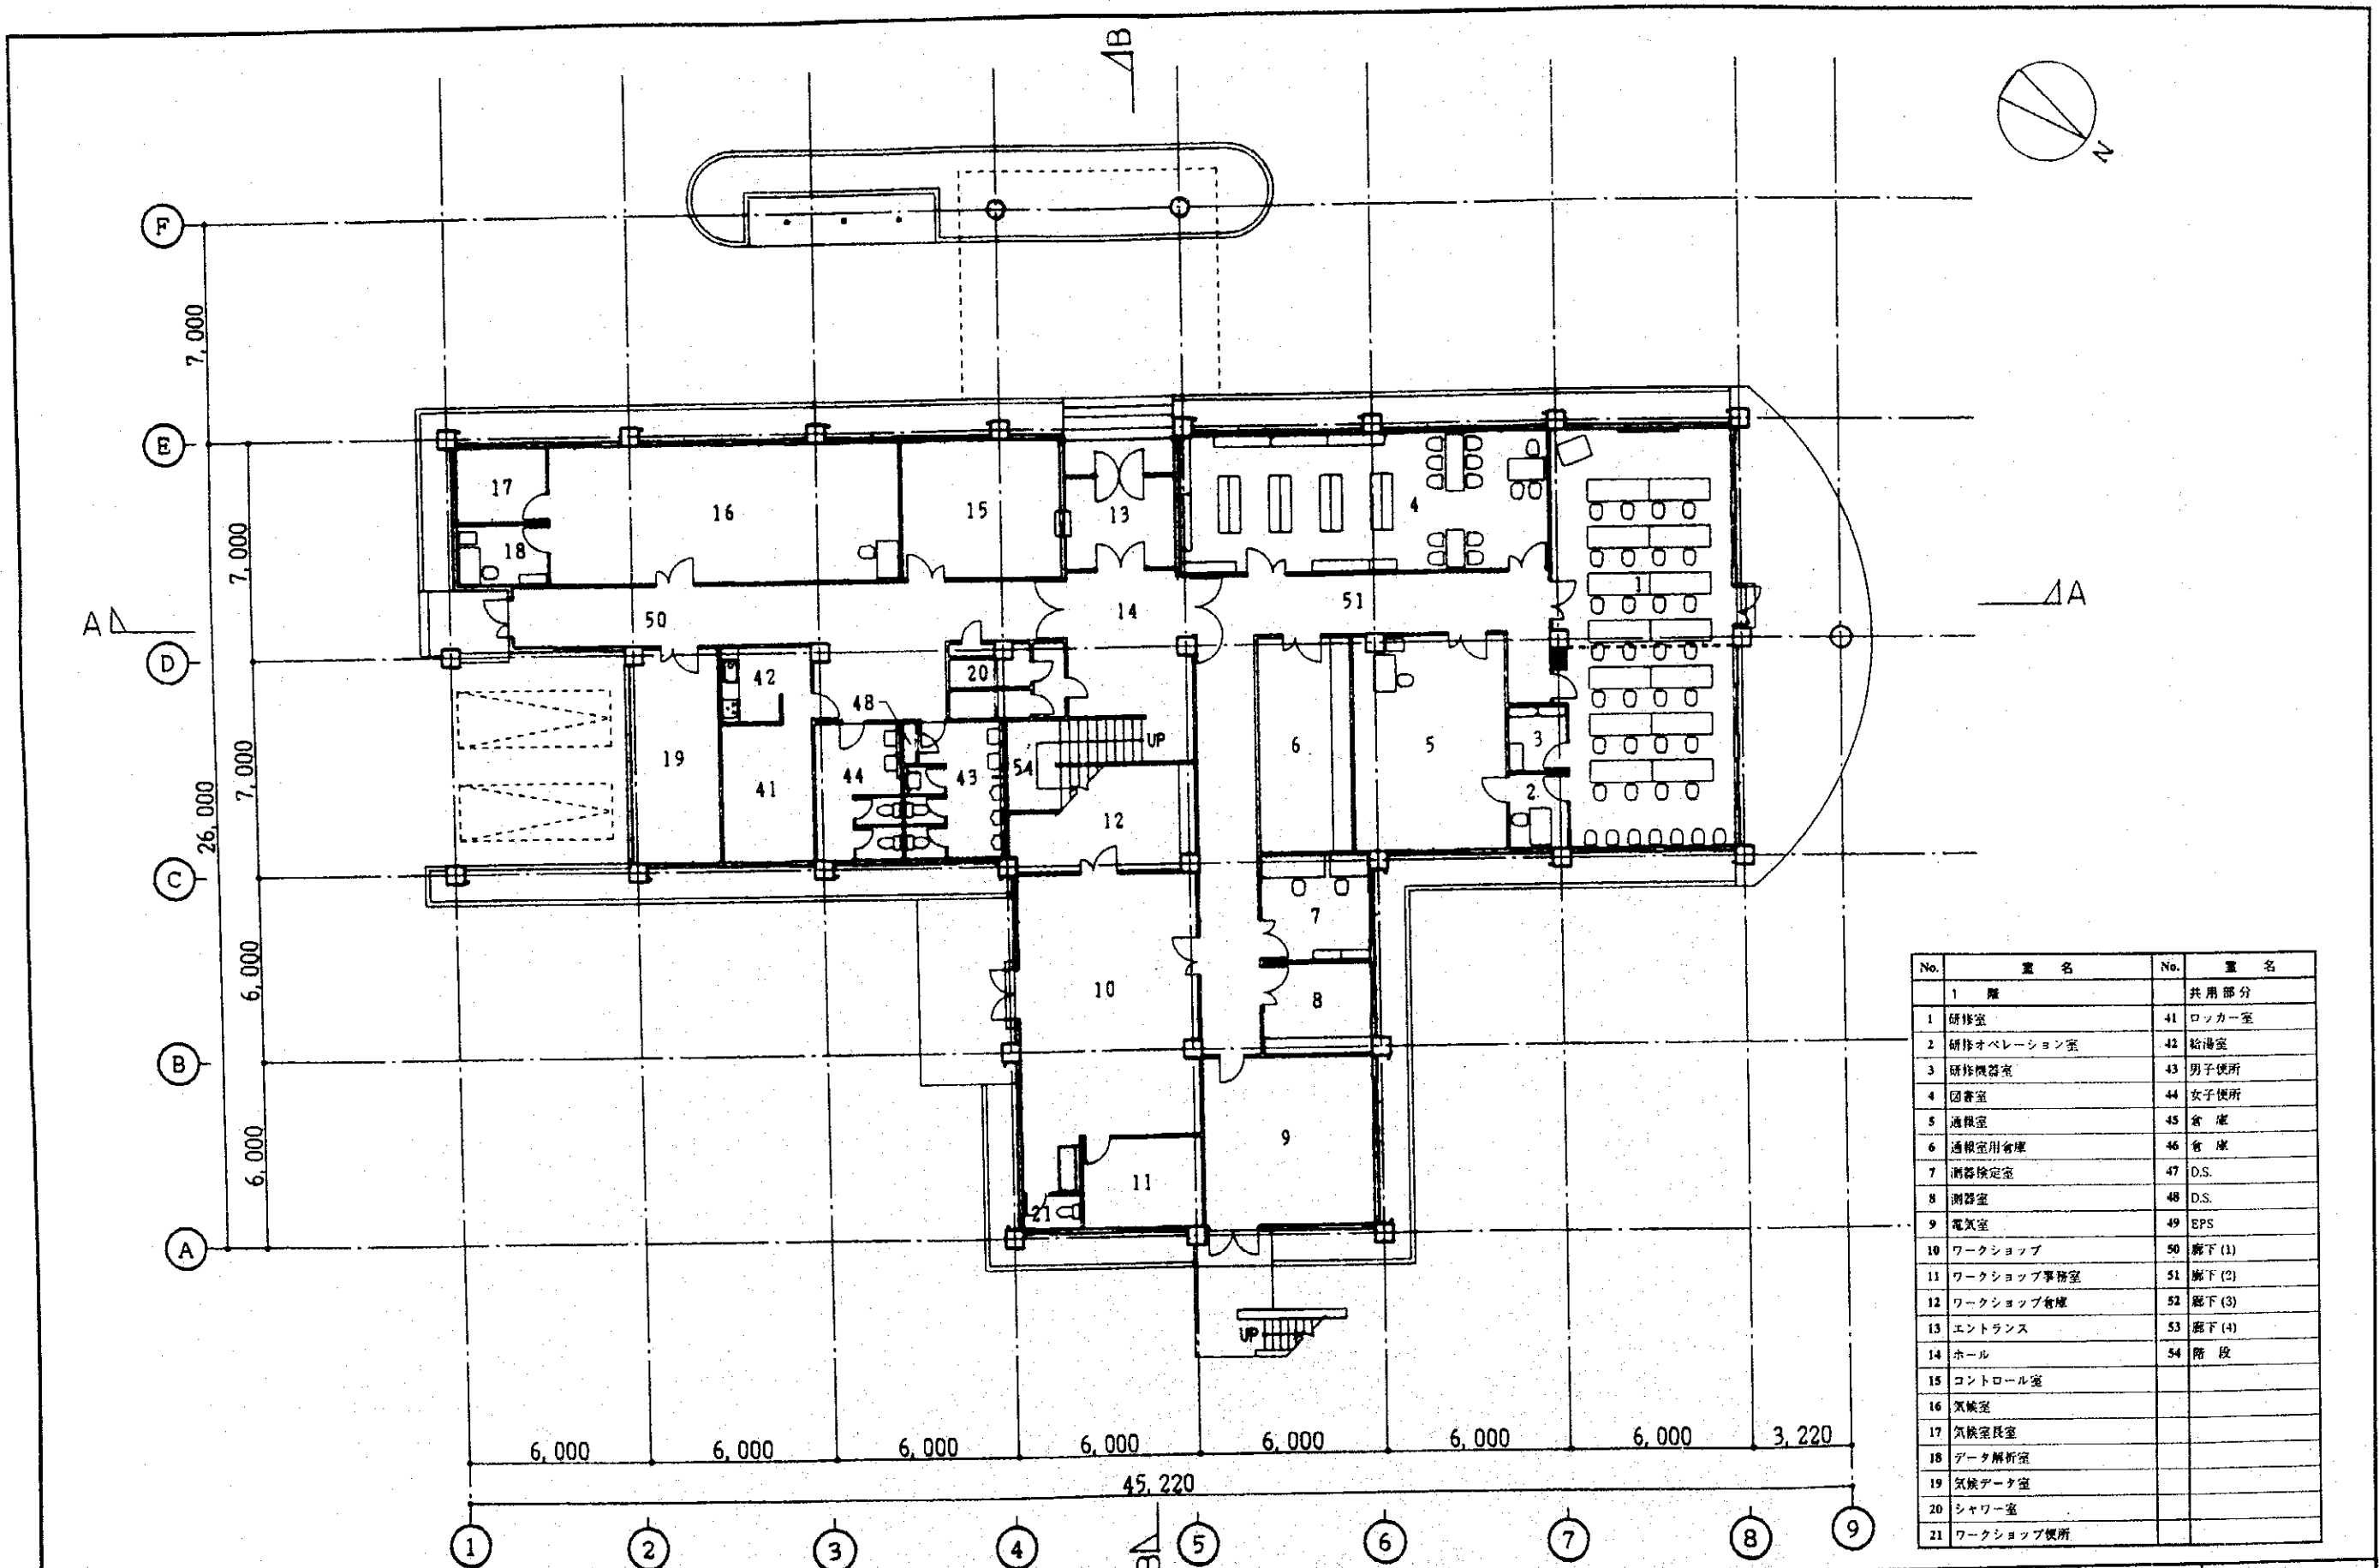 B
N
F
7,000
E
17
16
15
13
4
18
1
7,000
A
50
14
51
A
D
20
42
48
UP
3
19
6
5
44
43
54
41
2
7,000
12
26,000
C
7
6,000
10
8
B
9
6,000
11
21
A
UP
6,000
6,000
6,000
6,000
6,000
6,000
6,000
3,220
45,220
1
2
3
4
B
5
6
7
8
9
No. 室 名 No. 室 名
1 階 共用部分
1 研修室 41 ロッカー室
2 研修オペレーション室 42 給湯室
3 研修機器室 43 男子便所
4 図書室 44 女子便所
5 通報室 45 倉 庫
6 通報室用倉庫 46 倉 庫
7 測器検定室 47 D.S.
8 測器室 48 D.S.
9 電気室 49 EPS
10 ワークショップ 50 廊下(1)
11 ワークショップ事務室 51 廊下(2)
12 ワークショップ倉庫 52 廊下(3)
13 エントランス 53 廊下(4)
14 ホール 54 階 段
15 コントロール室
16 気候室
17 気候室長室
18 データ解析室
19 気候データ室
20 シャワー室
21 ワークショップ便所